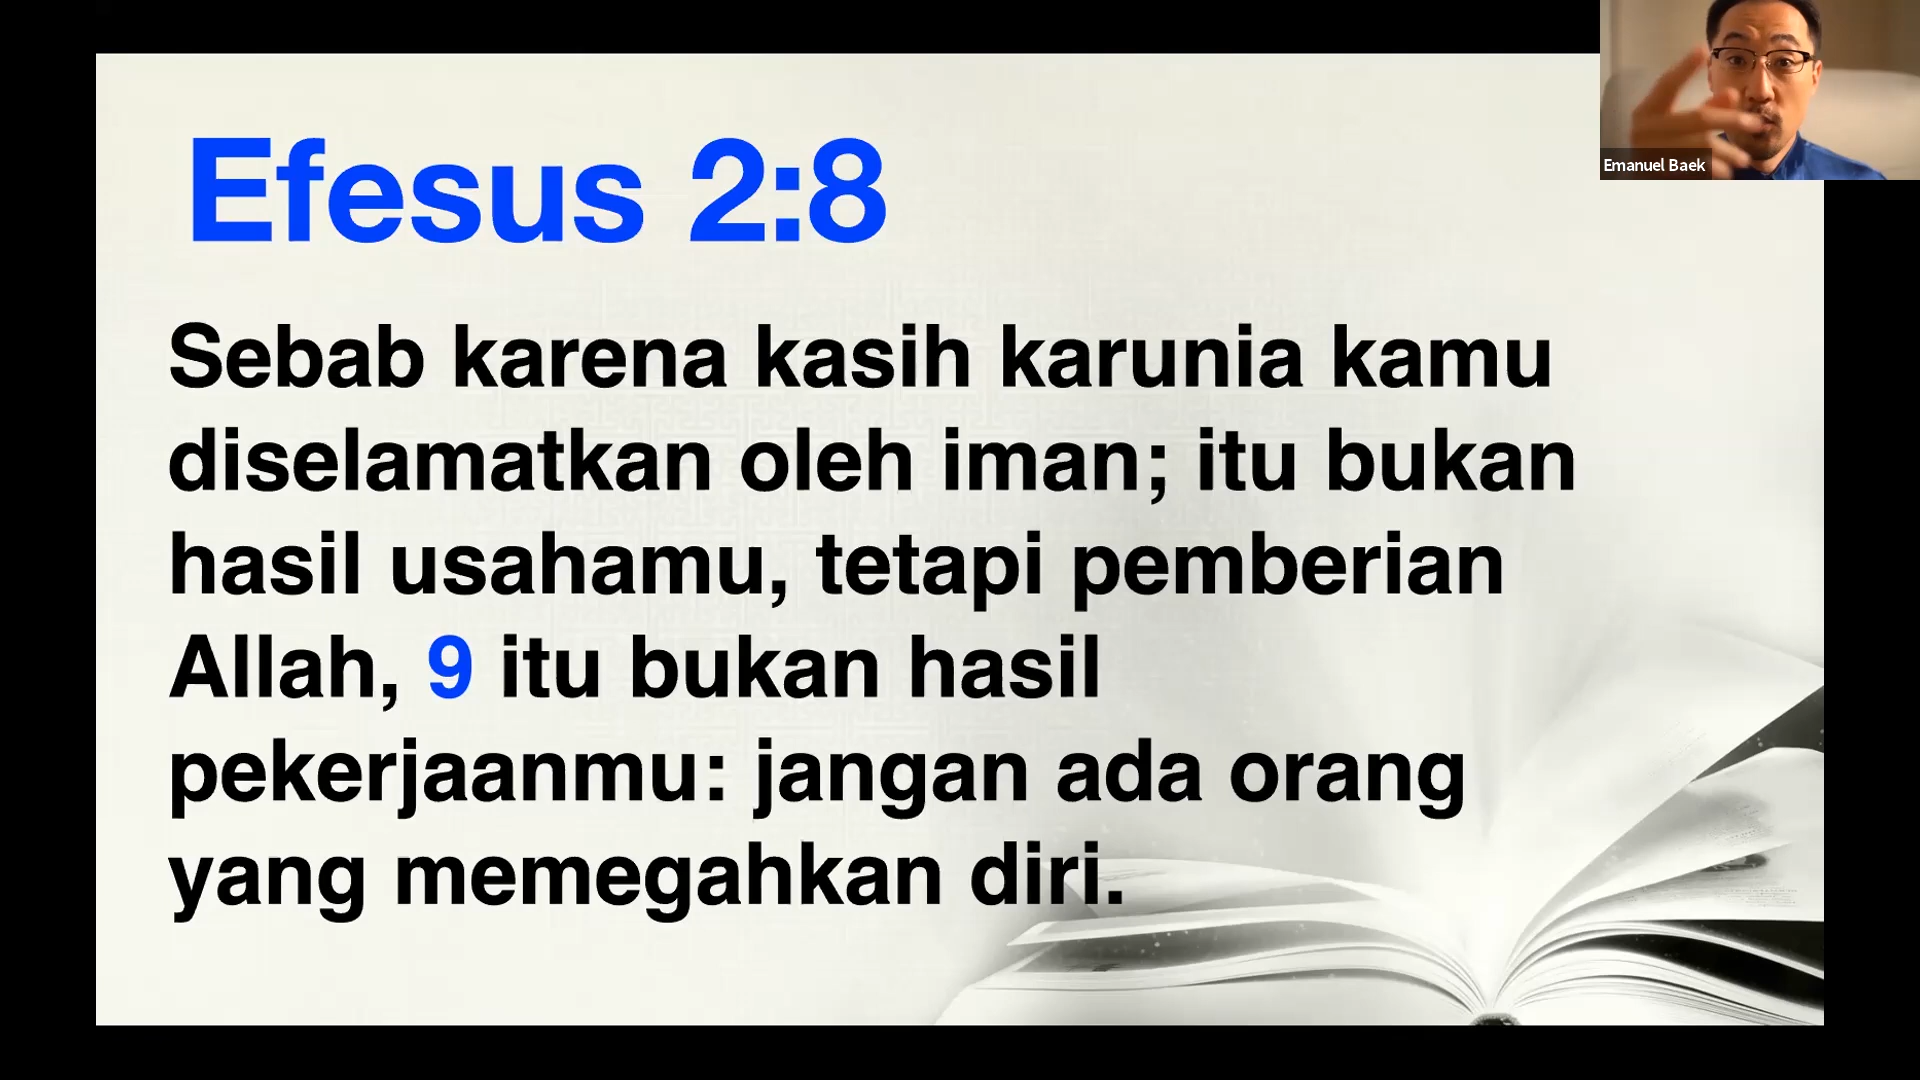 Efesus 2:8
Sebab karena kasih karunia kamu
diselamatkan oleh iman; itu bukan
hasil usahamu, tetapi pemberian
Allah, 9 itu bukan hasil
pekerjaanmu: jangan ada orang
yang memegahkan diri.
Emanuel Baek